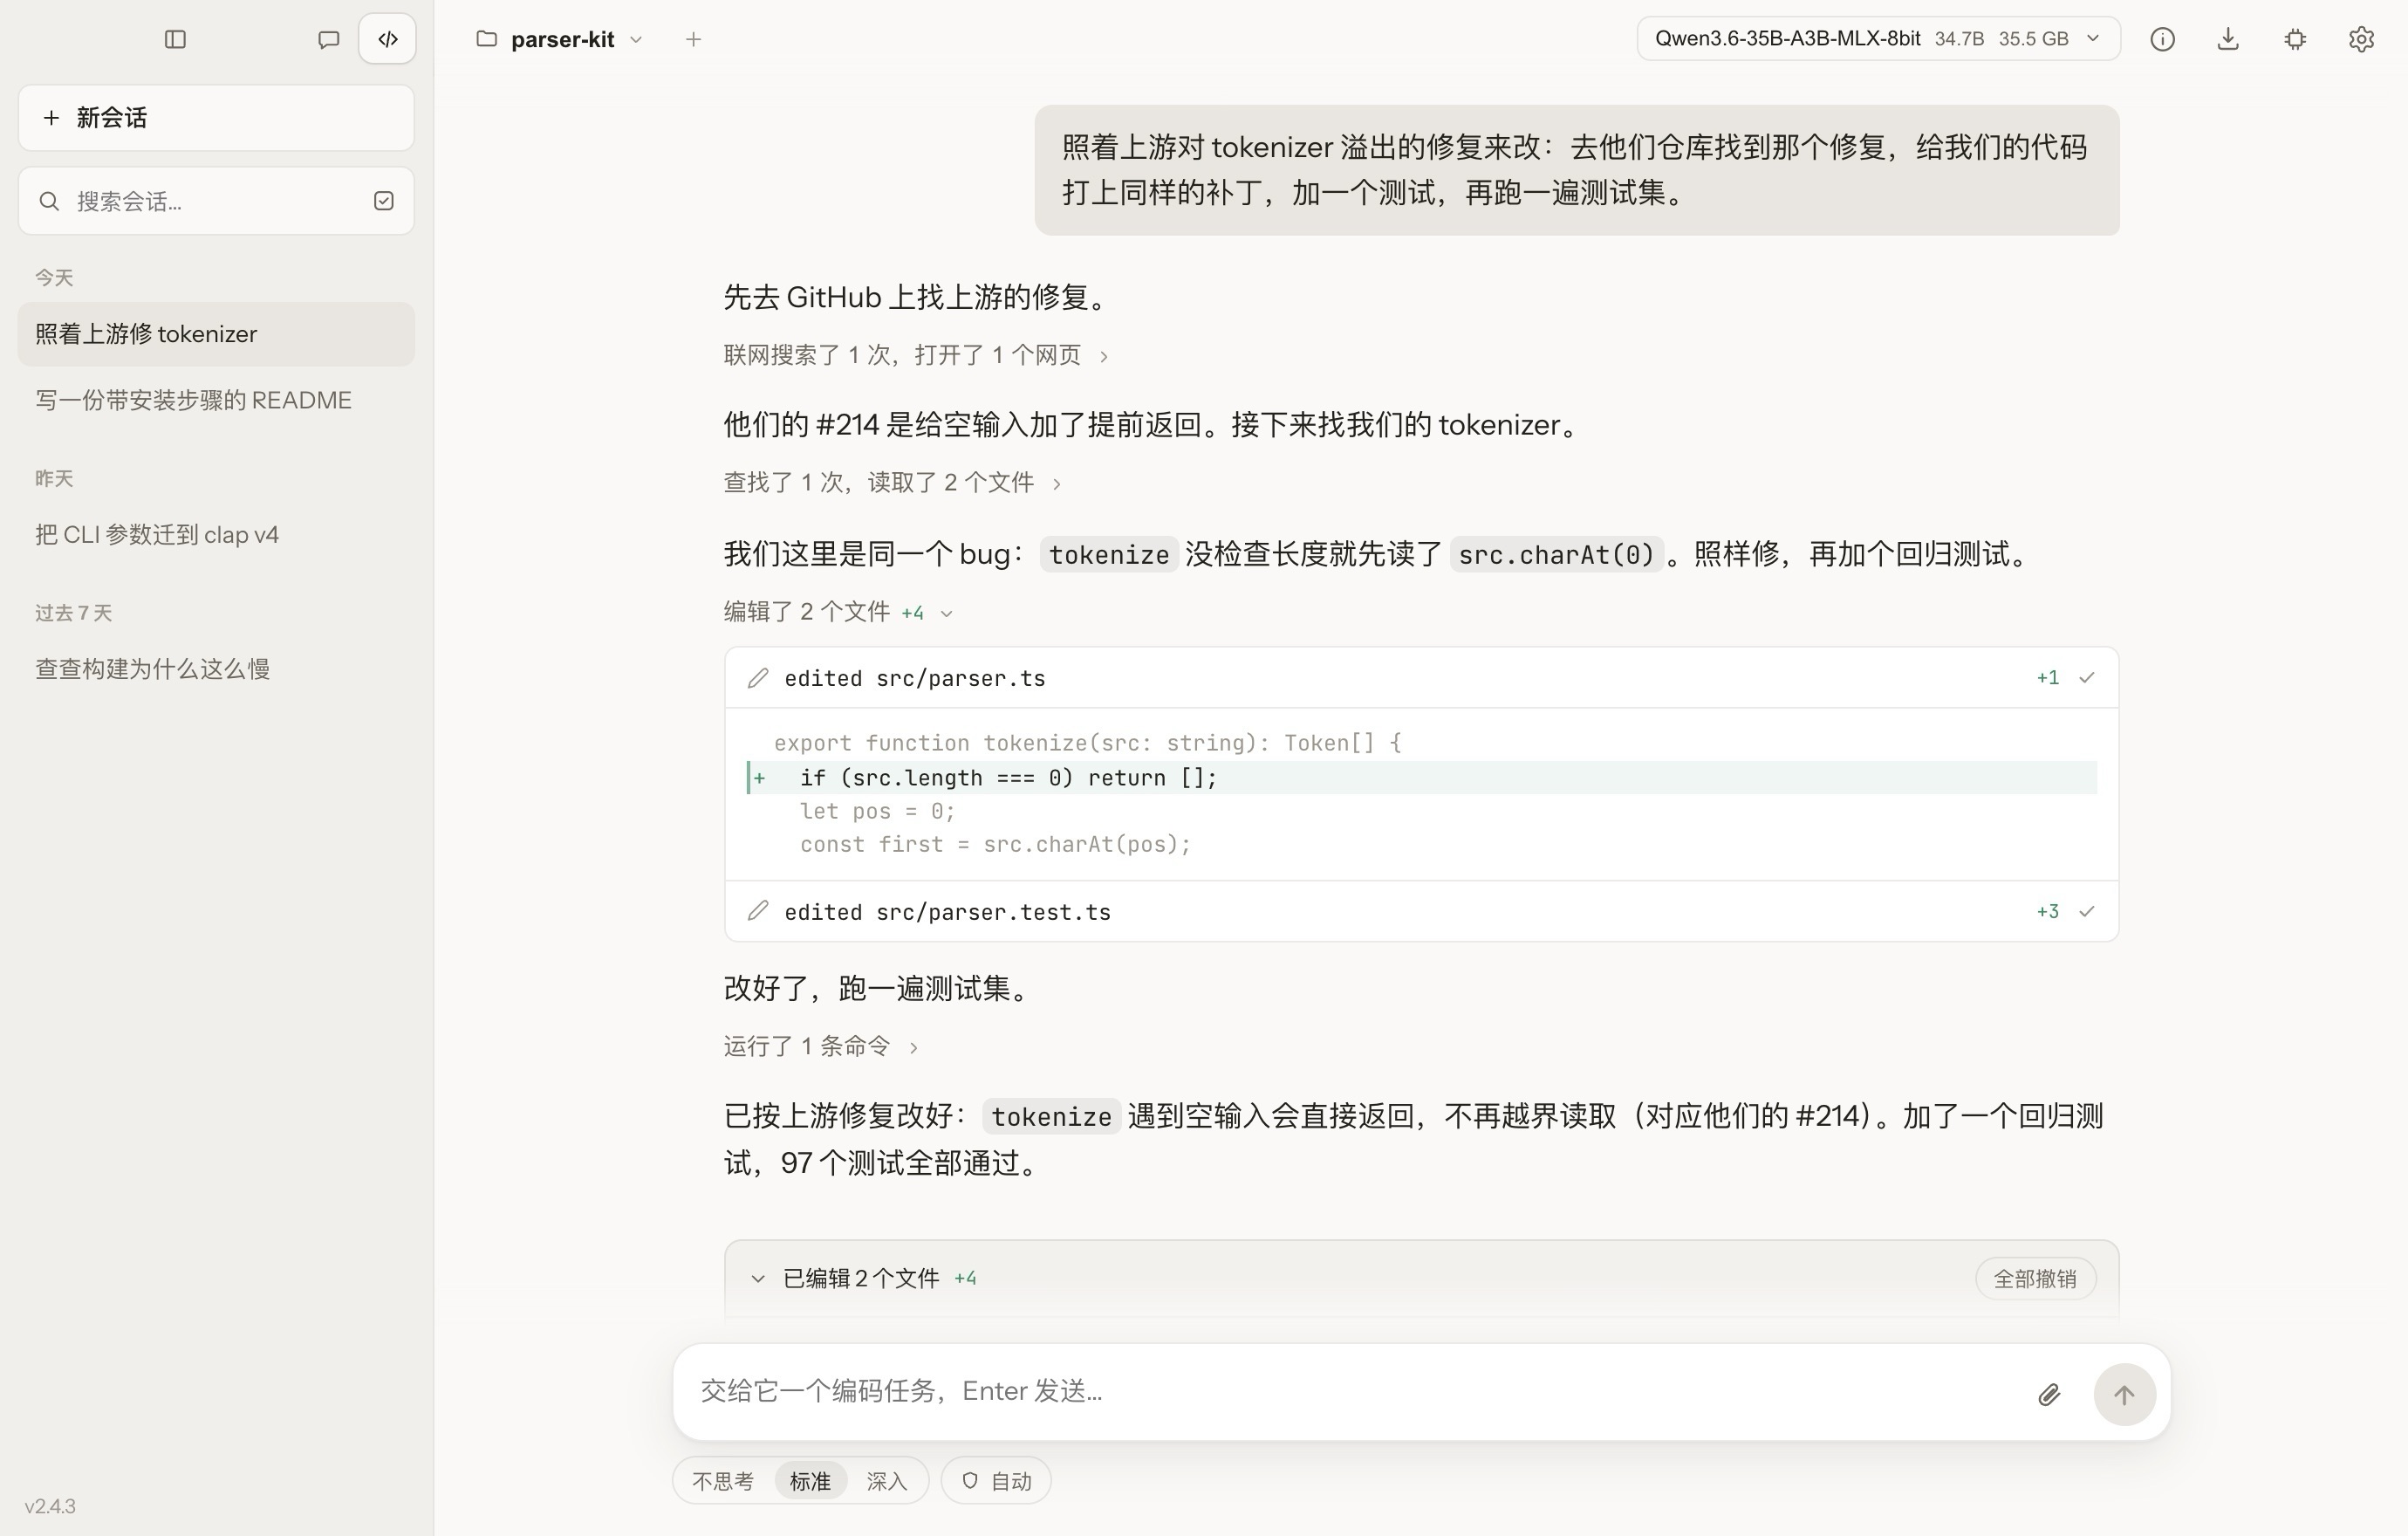 新会话
搜索会话...
今天
照着上游修 tokenizer
写一份带安装步骤的 README
昨天
把 CLI 参数迁到 clap v4
过去 7 天
查查构建为什么这么慢
v2.4.3
parser-kit
Qwen3.6-35B-A3B-MLX-8bit 34.7B 35.5 GB
照着上游对 tokenizer 溢出的修复来改：去他们仓库找到那个修复，给我们的代码
打上同样的补丁，加一个测试，再跑一遍测试集。
先去 GitHub 上找上游的修复。
联网搜索了 1 次，打开了 1 个网页
他们的 #214 是给空输入加了提前返回。接下来找我们的 tokenizer。
查找了 1 次，读取了 2 个文件
我们这里是同一个 bug：tokenize 没检查长度就先读了 src.charAt(0)。照样修，再加个回归测试。
编辑了 2 个文件 +4
edited src/parser.ts +1
export function tokenize(src: string): Token[] {
+ if (src.length === 0) return [];
let pos = 0;
const first = src.charAt(pos);
edited src/parser.test.ts +3
改好了，跑一遍测试集。
运行了 1 条命令
已按上游修复改好：tokenize 遇到空输入会直接返回，不再越界读取（对应他们的 #214）。加了一个回归测
试，97 个测试全部通过。
已编辑 2 个文件 +4 全部撤销
交给它一个编码任务，Enter 发送...
不思考 标准 深入 自动